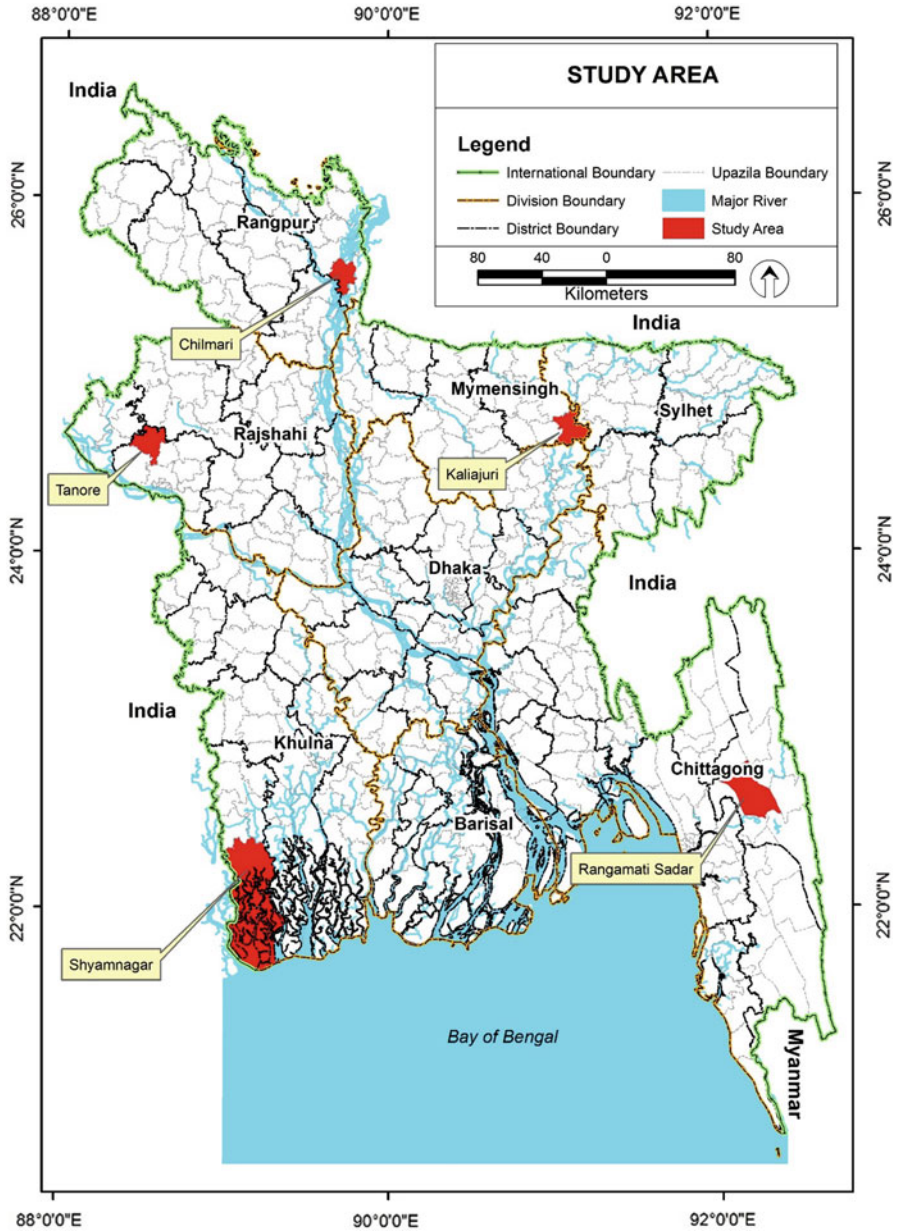 88°0'0"E 90°0'0"E 92°0'0"E
STUDY AREA
Legend
International Boundary
Division Boundary
District Boundary
Upazila Boundary
Major River
Study Area
80 40 0 80
Kilometers
India
26°0'0"N
26°0'0"N
Rangpur
Chilmari
India
Mymensingh
Sylhet
Rajshahi
Tanore
Kaliajuri
24°0'0"N
24°0'0"N
Dhaka
India
India
Khulna
Chittagong
Barisal
Rangamati Sadar
22°0'0"N
22°0'0"N
Shyamnagar
Bay of Bengal
Myanmar
88°0'0"E 90°0'0"E 92°0'0"E